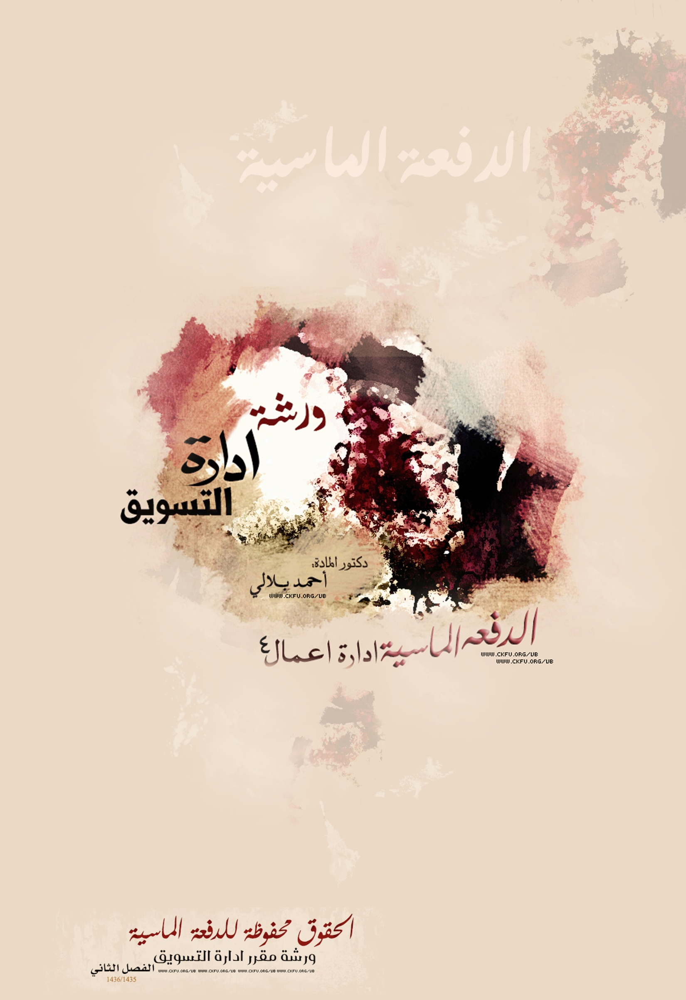 الدفعة الماسية
ورشة
ادارة
التسويق
دكتور المادة:
أحمد بلالي
WWW.CKFU.ORG/UB
الدفعه الماسية ادارة اعمال ٤
WWW.CKFU.ORG/UB
WWW.CKFU.ORG/UB
الحقوق محفوظة للدفعة الماسية
ورشة مقرر ادارة التسويق
الفصل الثاني
WWW.CKFU.ORG/UB WWW.CKFU.ORG/UB WWW.CKFU.ORG/UB WWW.CKFU.ORG/UB
1436/1435